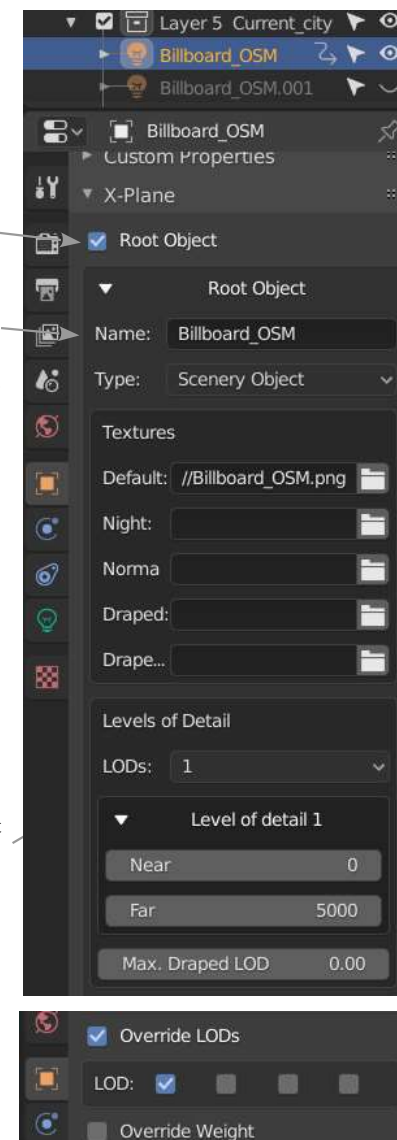 Layer 5 Current_city
Billboard_OSM
Billboard_OSM.001
Billboard_OSM
Custom Properties
X-Plane
Root Object
Root Object
Name: Billboard_OSM
Type: Scenery Object
Textures
Default: //Billboard_OSM.png
Night:
Norma
Draped:
Drape...
Levels of Detail
LODs: 1
Level of detail 1
Near 0
Far 5000
Max. Draped LOD 0.00
Override LODs
LOD:
Override Weight